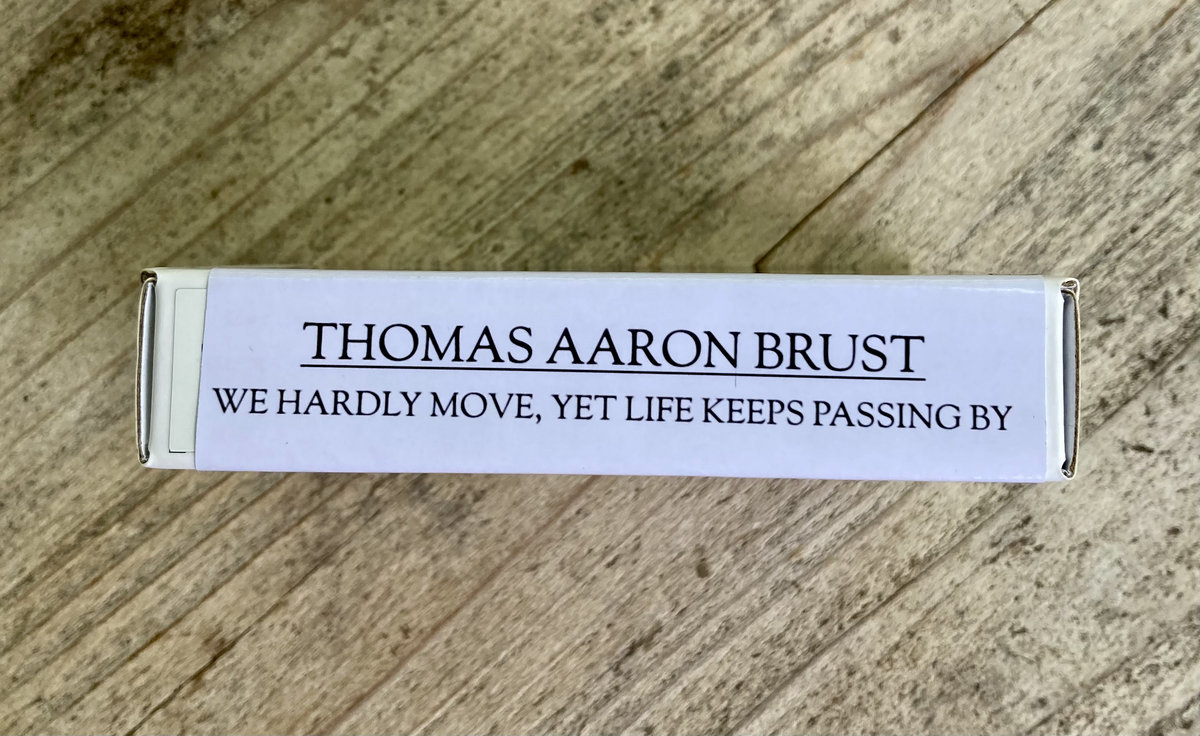 THOMAS AARON BRUST
WE HARDLY MOVE, YET LIFE KEEPS PASSING BY